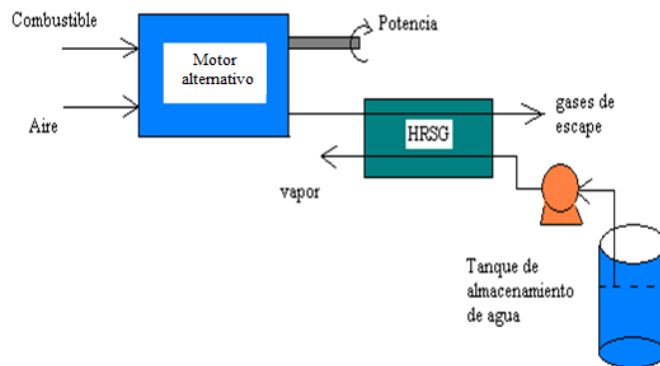 Combustible
Potencia
Motor
alternativo
Aire
gases de
escape
HRSG
vapor
Tanque de
almacenamiento
de agua